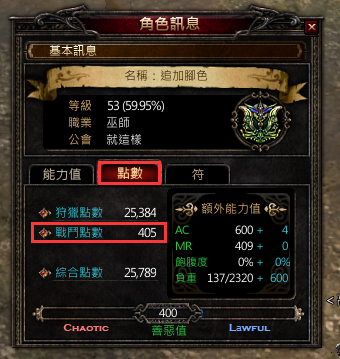 角色訊息
基本訊息
名稱：追加腳色
等級 53 (59.95%)
職業 巫師
公會 就這樣
能力值 點數 符
狩獵點數 25,384
戰鬥點數 405
綜合點數 25,789
額外能力值
AC 600 + 4
MR 409 + 0
飽腹度 0% + 0%
負重 137/2320 + 600
400
Chaotic 善惡值 Lawful